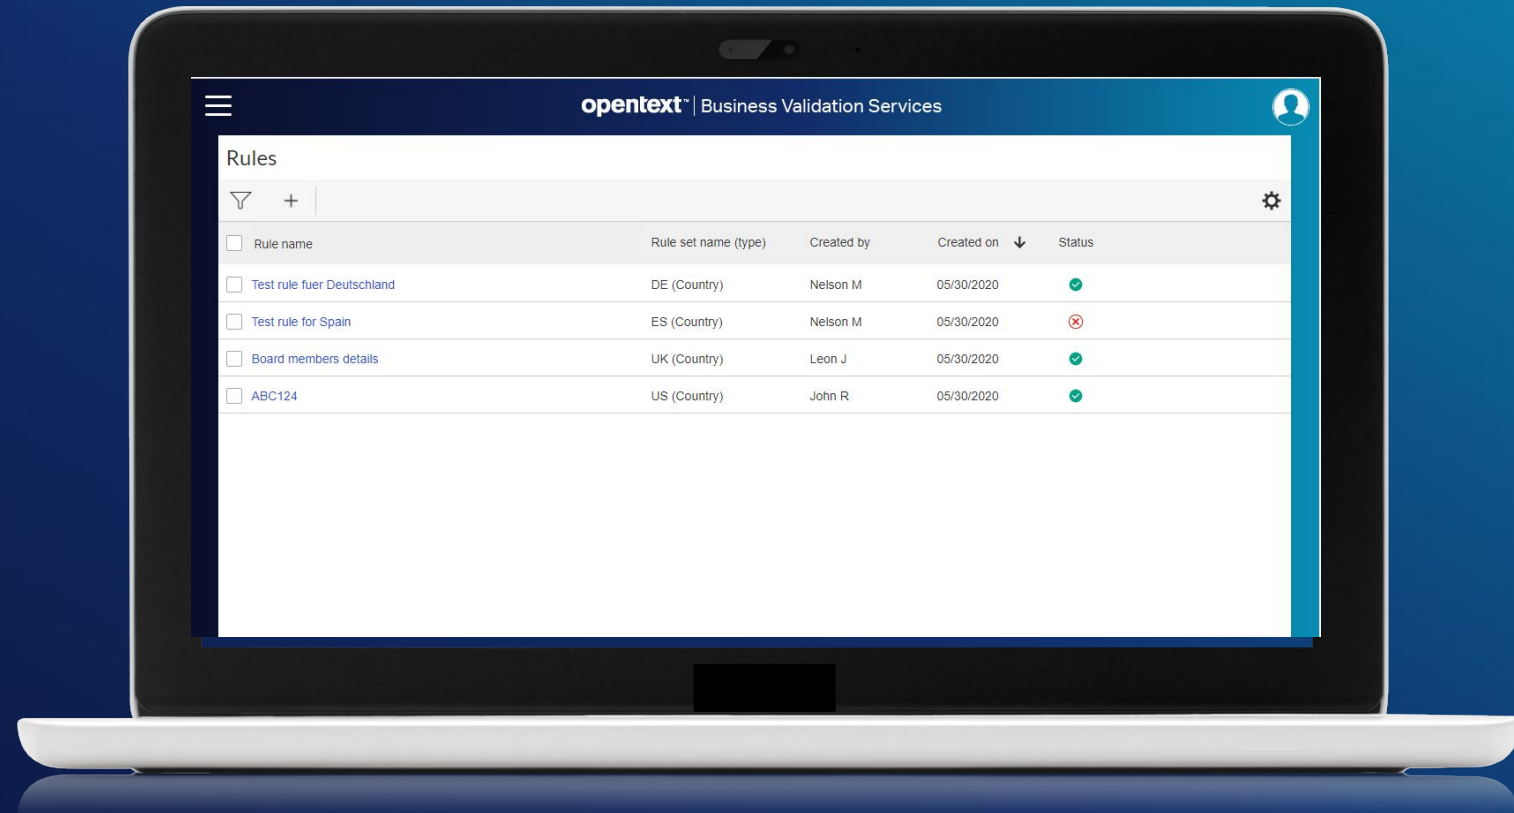 opentext™ | Business Validation Services
Rules
Rule name Rule set name (type) Created by Created on Status
Test rule fuer Deutschland DE (Country) Nelson M 05/30/2020
Test rule for Spain ES (Country) Nelson M 05/30/2020
Board members details UK (Country) Leon J 05/30/2020
ABC124 US (Country) John R 05/30/2020